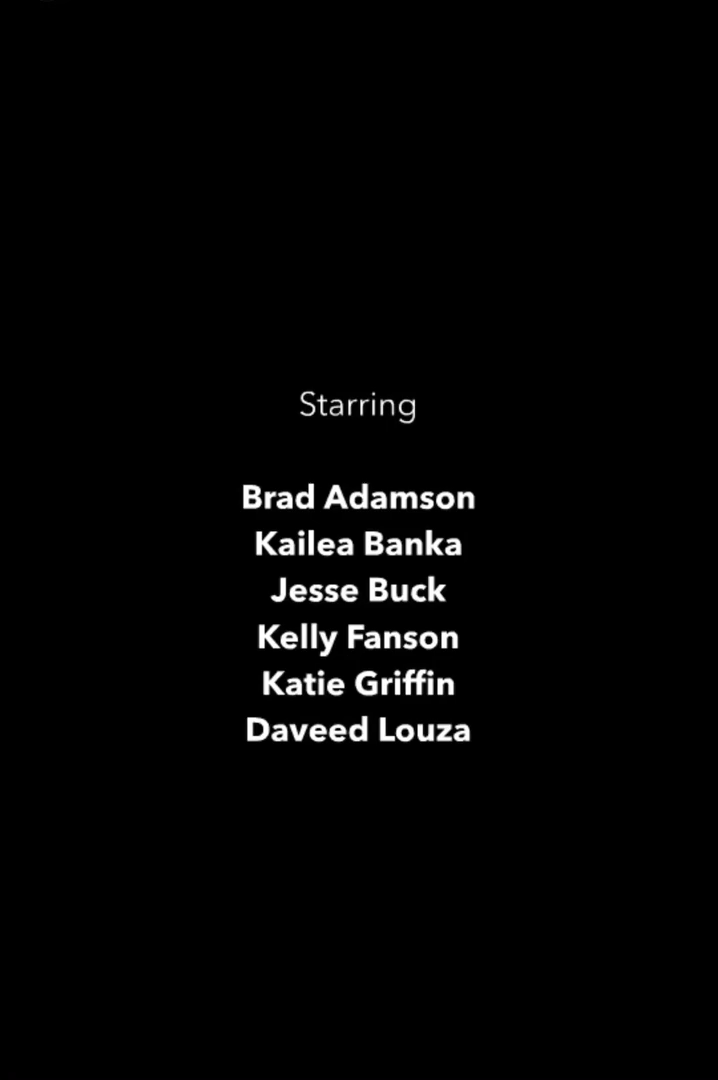 Starring
Brad Adamson
Kailea Banka
Jesse Buck
Kelly Fanson
Katie Griffin
Daveed Louza